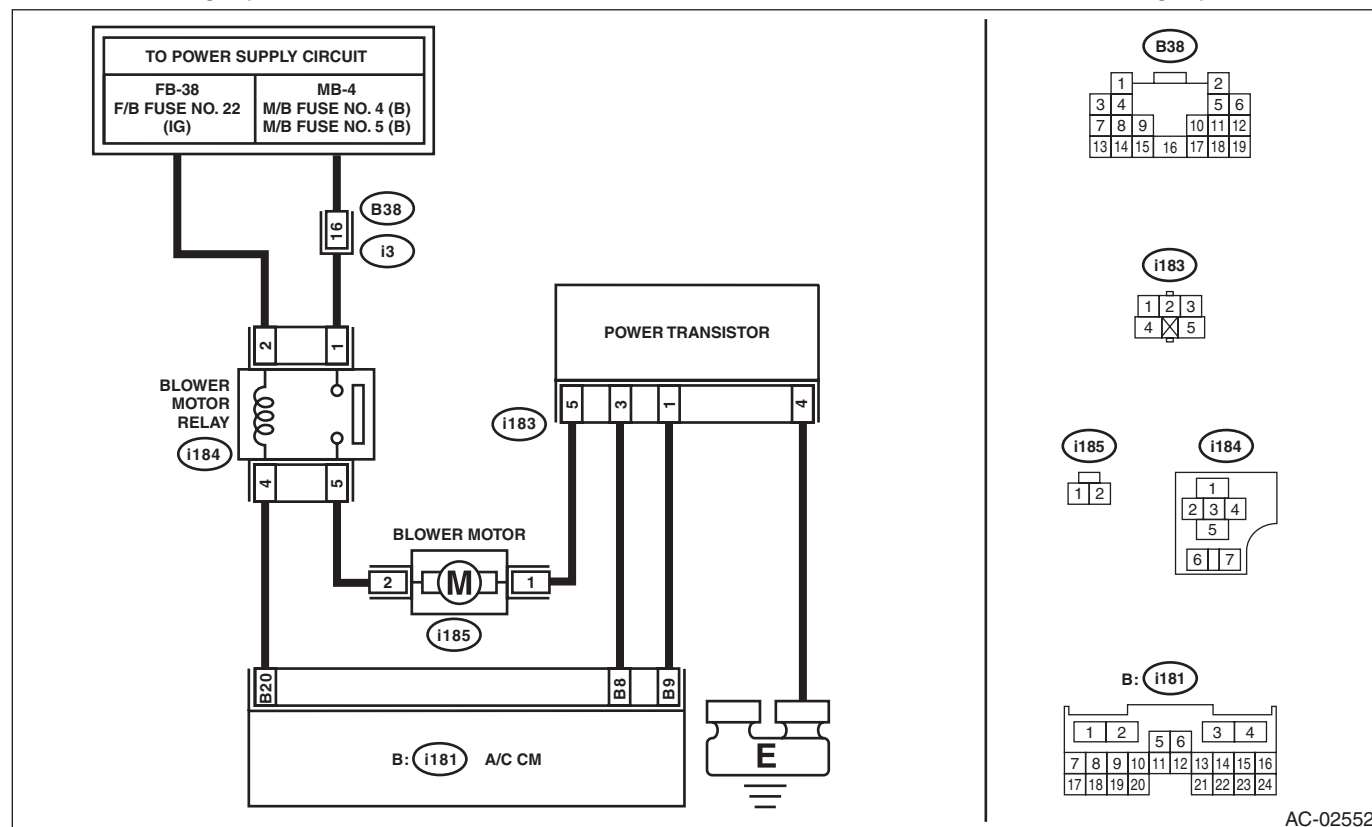 TO POWER SUPPLY CIRCUIT
FB-38
F/B FUSE NO. 22
(IG)
MB-4
M/B FUSE NO. 4 (B)
M/B FUSE NO. 5 (B)
16
B38
i3
2 1
BLOWER
MOTOR
RELAY
i184
4 5
POWER TRANSISTOR
5 3 1 4
i183
BLOWER MOTOR
2 M 1
i185
B20 B8 B9
B: i181 A/C CM
E
B38
1 2
3 4 5 6
7 8 9 10 11 12
13 14 15 16 17 18 19
i183
1 2 3
4 5
i185
1 2
i184
1
2 3 4
5
6 7
B: i181
1 2 3 4
5 6
7 8 9 10 11 12 13 14 15 16
17 18 19 20 21 22 23 24
AC-02552